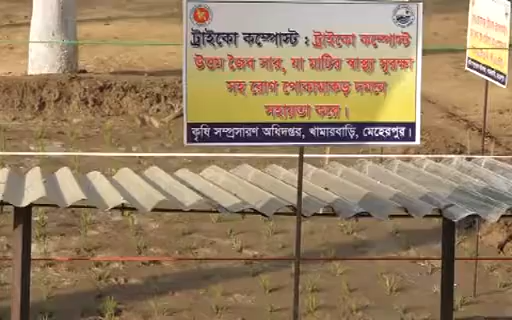 ট্রাইকো কম্পোস্ট : ট্রাইকো কম্পোস্ট
উত্তম জৈব সার, যা মাটির স্বাস্থ্য সুরক্ষা
সহ রোগ পোকামাকড় দমনে
সহায়তা করে।
কৃষি সম্প্রসারণ অধিদপ্তর, খামারবাড়ি, মেহেরপুর।